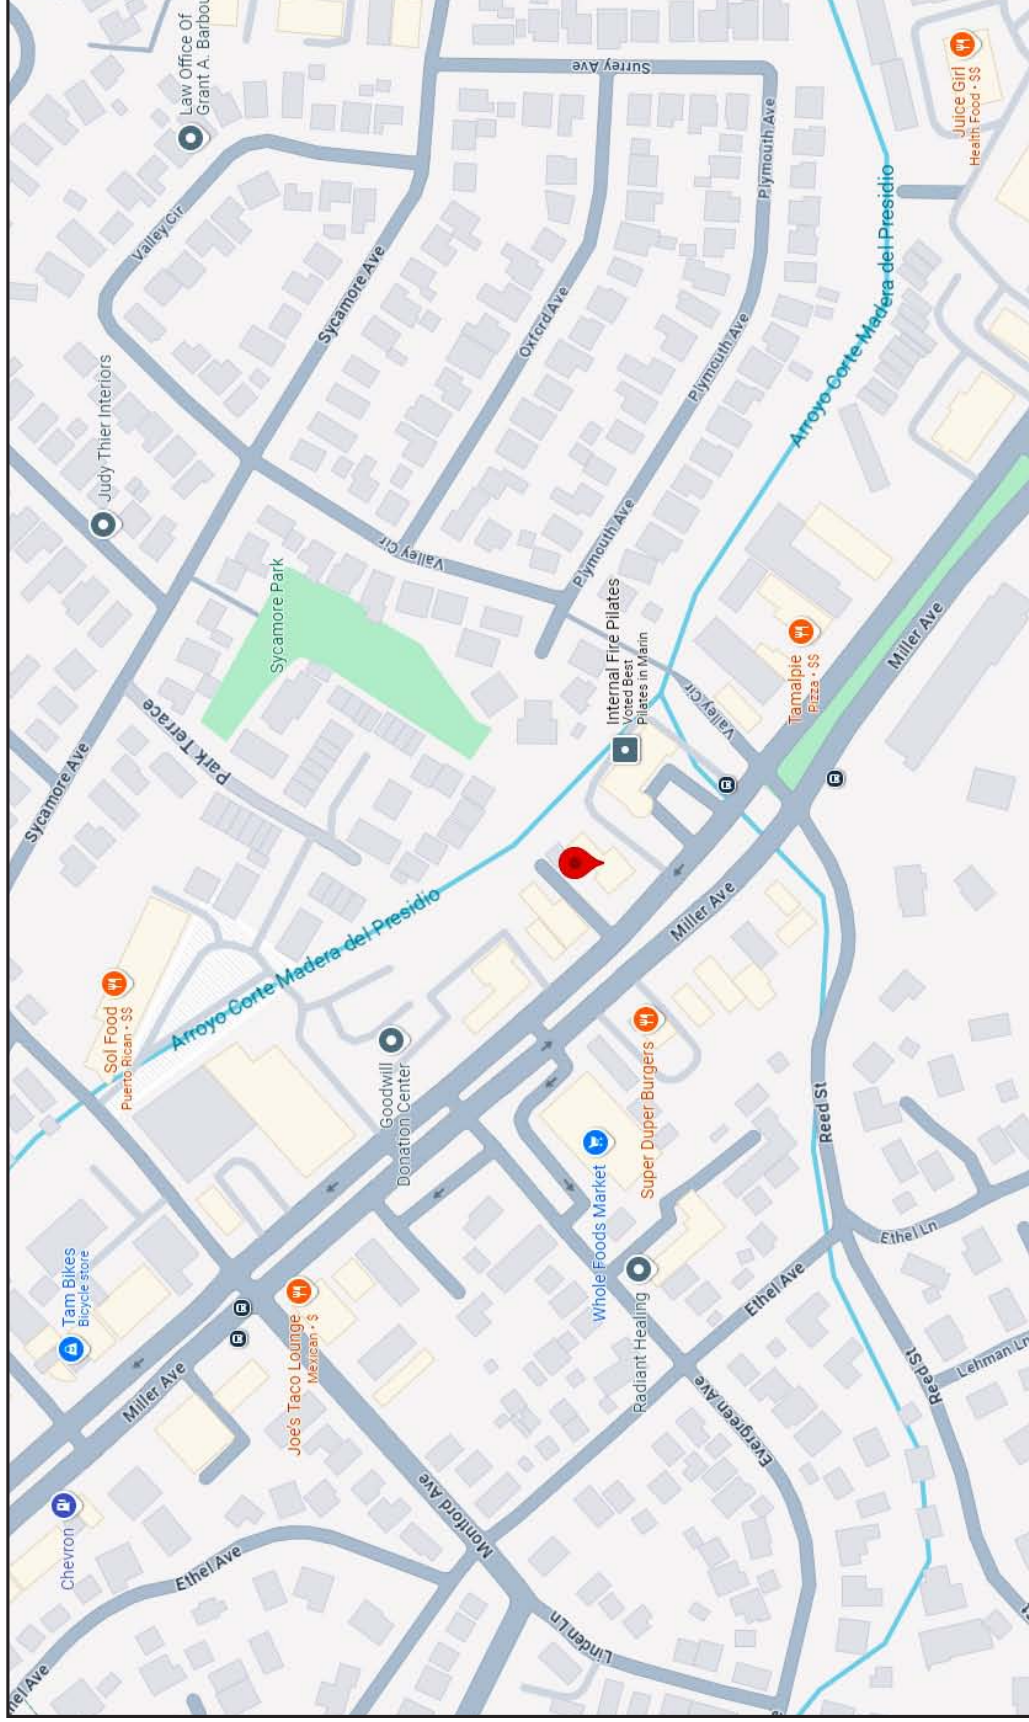 hel Ave
Chevron
Tam Bikes
Bicycle store
Sycamore Ave
Judy Thier Interiors
Sol Food
Puerto Rican • $$
Miller Ave
Valley Cir
Law Office Of
Grant A. Barbou
Ethel Ave
Park Terrace
Arroyo Corte Madera del Presidio
Sycamore Park
Joe's Taco Lounge
Mexican • $
Sycamore Ave
Goodwill
Donation Center
Valley Cir
Montford Ave
Oxford Ave
Linden Ln
Whole Foods Market
Plymouth Ave
Surrey Ave
Internal Fire Pilates
Voted Best
Pilates in Marin
Radiant Healing
Super Duper Burgers
Miller Ave
Valley Cir
Plymouth Ave
Evergreen Ave
Ethel Ave
Plymouth Ave
Tamalpie
Pizza • $$
Reed St
Arroyo Corte Madera del Presidio
Ethel Ln
Miller Ave
Reed St
Lehman Ln
Juice Girl
Health Food • $$